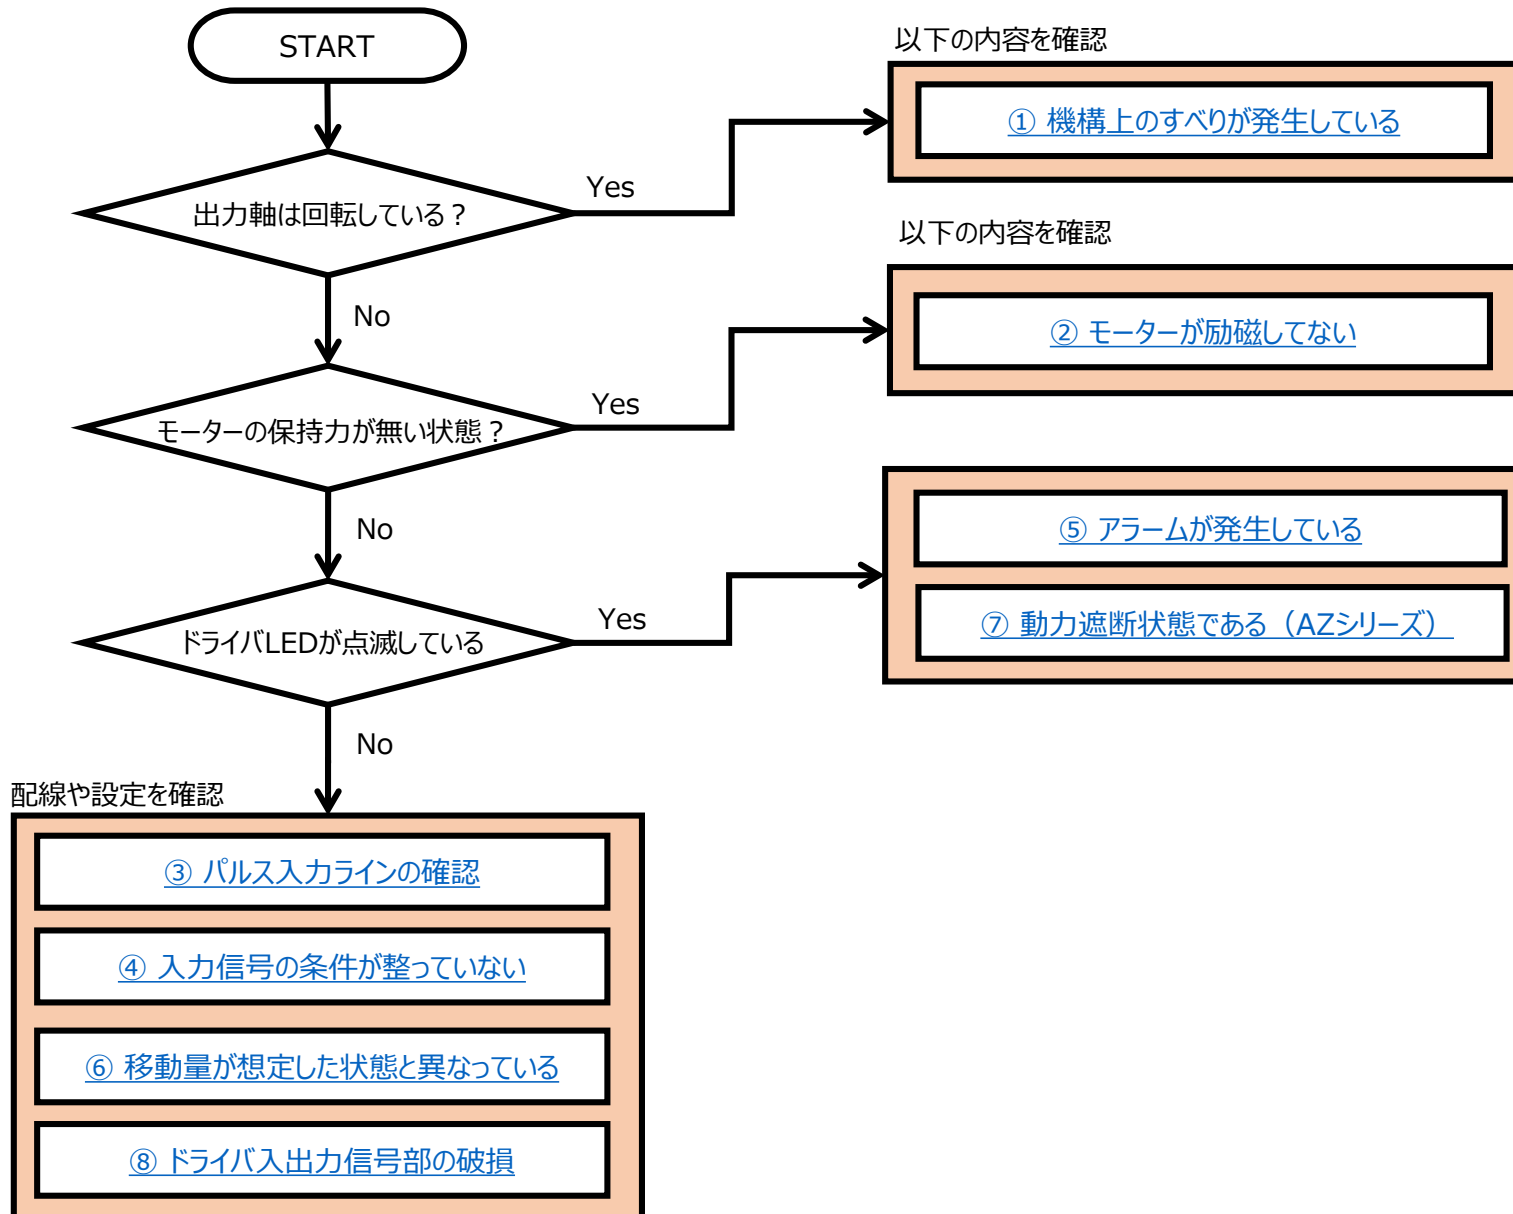 START
以下の内容を確認
① 機構上のすべりが発生している
出力軸は回転している？
Yes
以下の内容を確認
No
② モーターが励磁してない
モーターの保持力が無い状態？
Yes
No
⑤ アラームが発生している
ドライバLEDが点滅している
Yes
⑦ 動力遮断状態である（AZシリーズ）
No
配線や設定を確認
③ パルス入力ラインの確認
④ 入力信号の条件が整っていない
⑥ 移動量が想定した状態と異なっている
⑧ ドライバ入出力信号部の破損